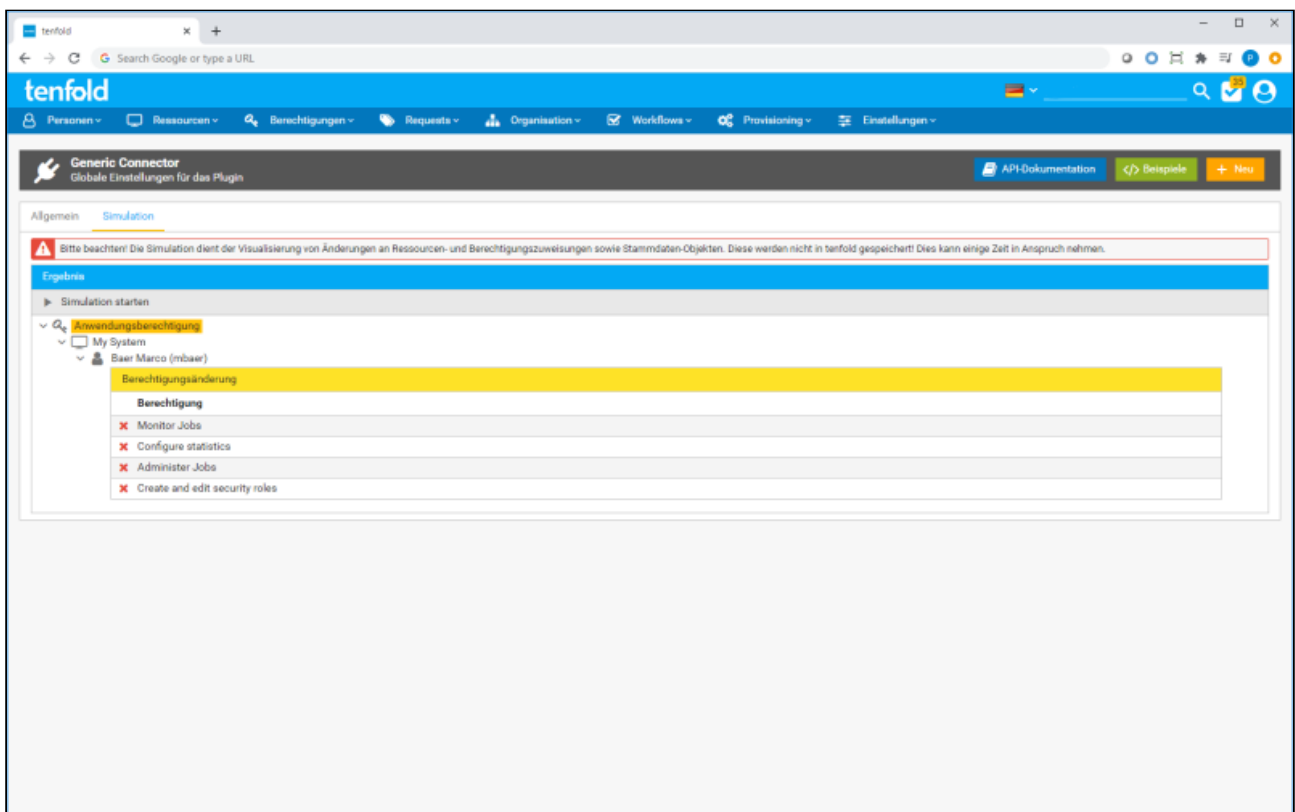 tenfold
Search Google or type a URL
P
tenfold
35
Personen Ressourcen Berechtigungen Requests Organisation Workflows Provisioning Einstellungen
Generic Connector
Globale Einstellungen für das Plugin
API-Dokumentation </> Beispiele + Neu
Allgemein Simulation
Bitte beachten! Die Simulation dient der Visualisierung von Änderungen an Ressourcen- und Berechtigungszuweisungen sowie Stammdaten-Objekten. Diese werden nicht in tenfold gespeichert! Dies kann einige Zeit in Anspruch nehmen.
Ergebnis
Simulation starten
Anwendungsberechtigung
My System
Baer Marco (mbaer)
Berechtigungsänderung
Berechtigung
Monitor Jobs
Configure statistics
Administer Jobs
Create and edit security roles